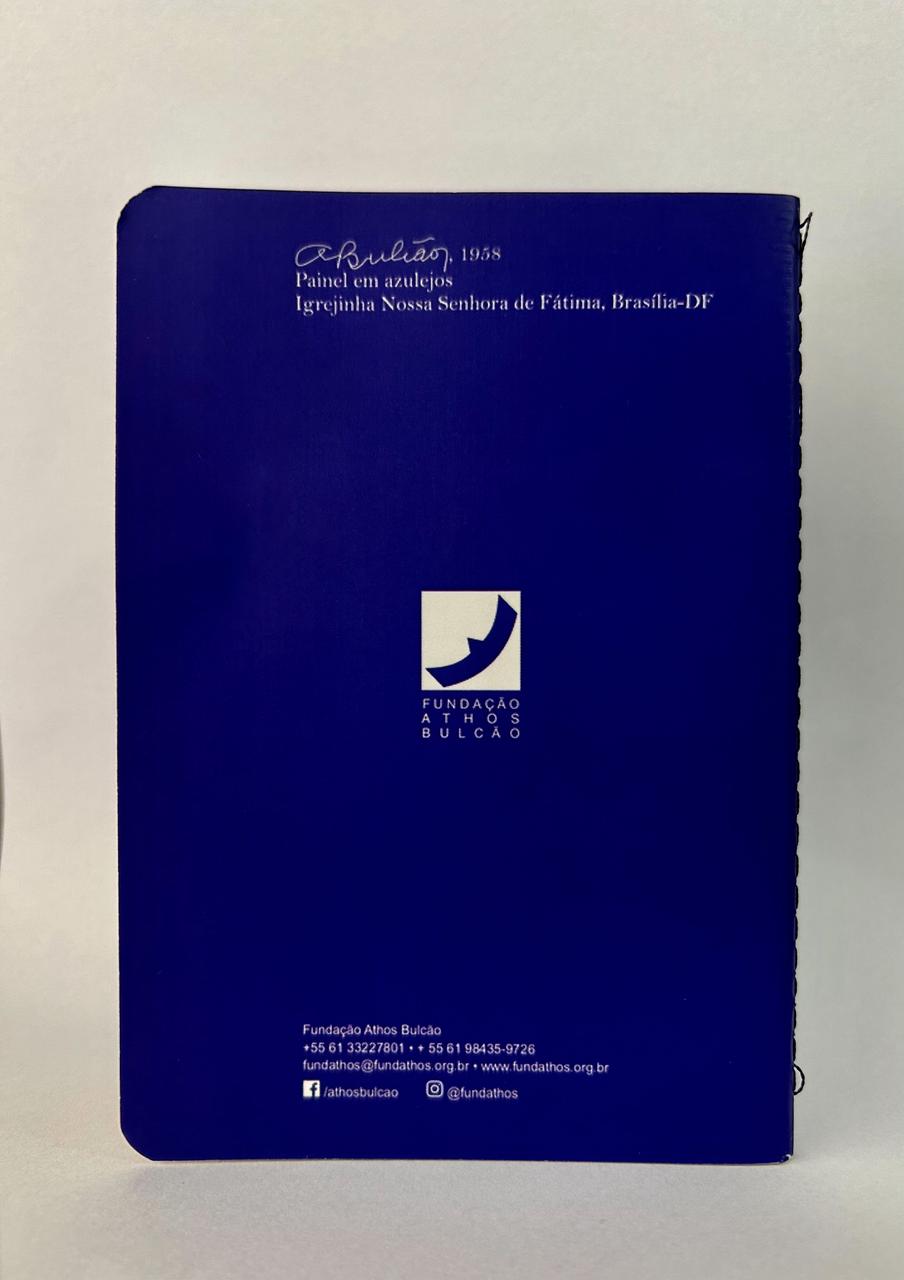 ABulcão, 1958
Painel em azulejos
Igrejinha Nossa Senhora de Fátima, Brasília-DF
FUNDAÇÃO
ATHOS
BULCÃO
Fundação Athos Bulcão
+55 61 33227801 • + 55 61 98435-9726
fundathos@fundathos.org.br • www.fundathos.org.br
/athosbulcao @fundathos